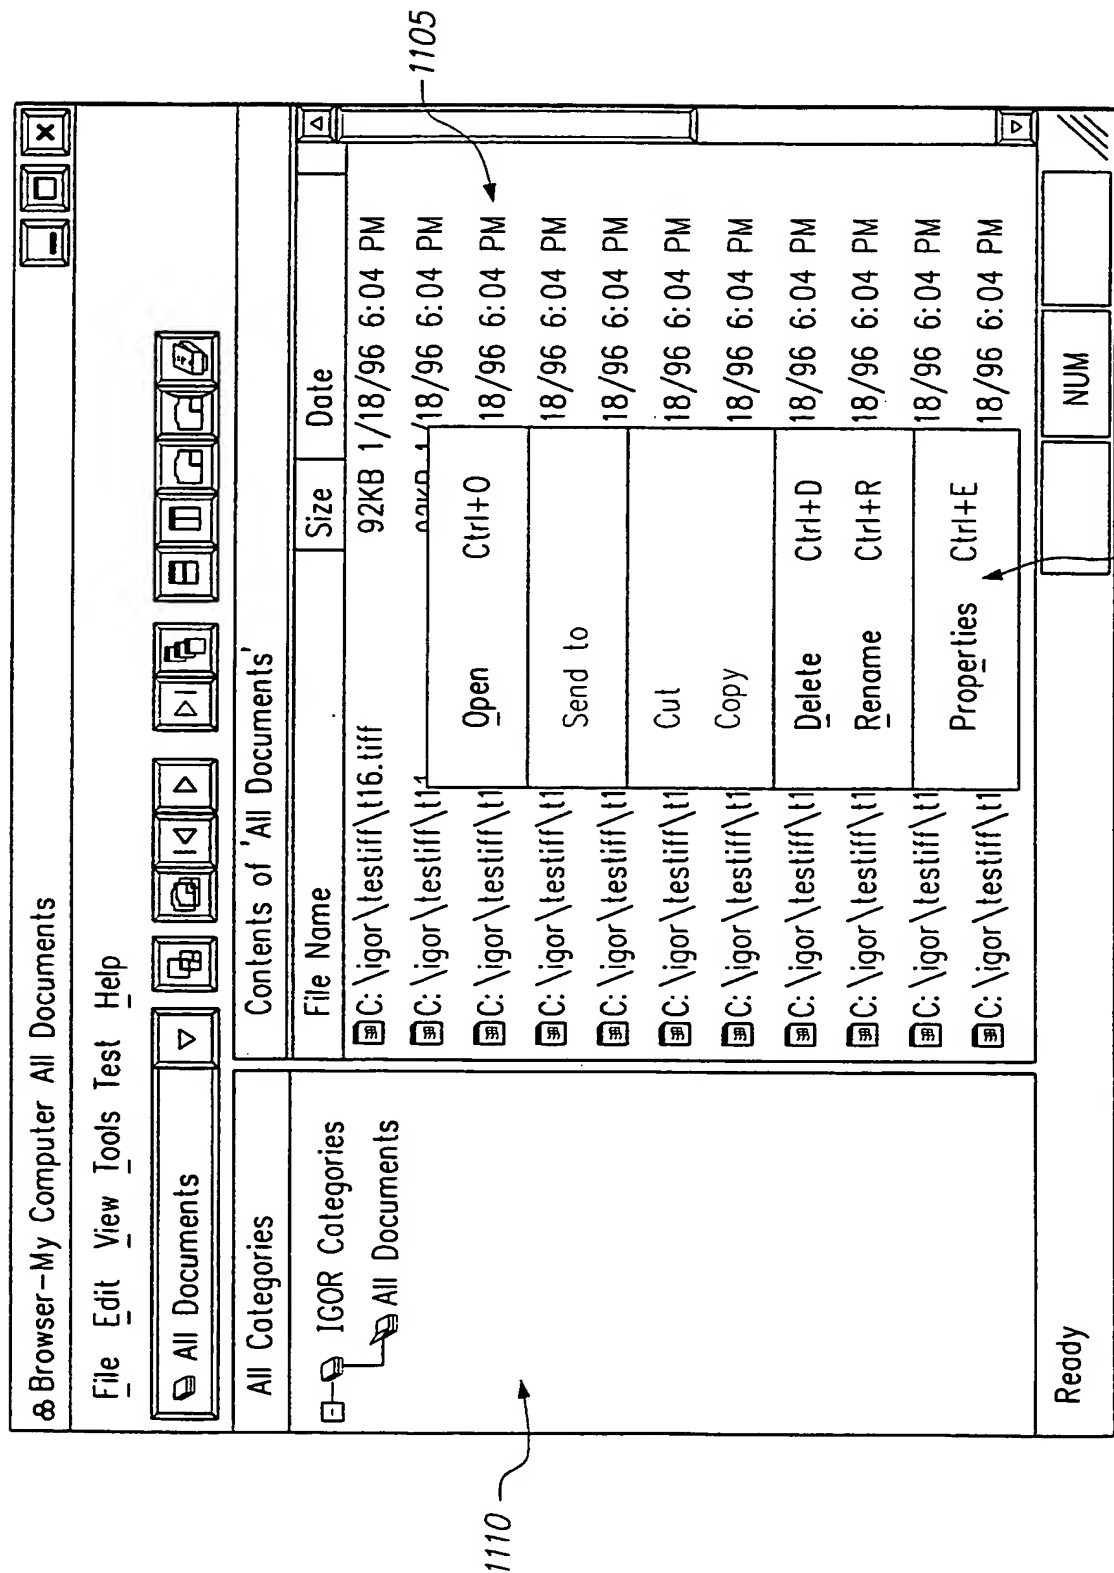 Browser-My Computer All Documents
File Edit View Tools Test Help
All Documents
All Categories
Contents of 'All Documents'
IGOR Categories
All Documents
File Name Size Date
C:\igor\testiff\t16.tiff 92KB 1/18/96 6:04 PM
C:\igor\testiff\t1 18/96 6:04 PM
C:\igor\testiff\t1 18/96 6:04 PM
C:\igor\testiff\t1 18/96 6:04 PM
C:\igor\testiff\t1 18/96 6:04 PM
C:\igor\testiff\t1 18/96 6:04 PM
C:\igor\testiff\t1 18/96 6:04 PM
C:\igor\testiff\t1 18/96 6:04 PM
C:\igor\testiff\t1 18/96 6:04 PM
C:\igor\testiff\t1 18/96 6:04 PM
C:\igor\testiff\t1 18/96 6:04 PM
Open Ctrl+O
Send to
Cut
Copy
Delete Ctrl+D
Rename Ctrl+R
Properties Ctrl+E
Ready NUM
1105
1110